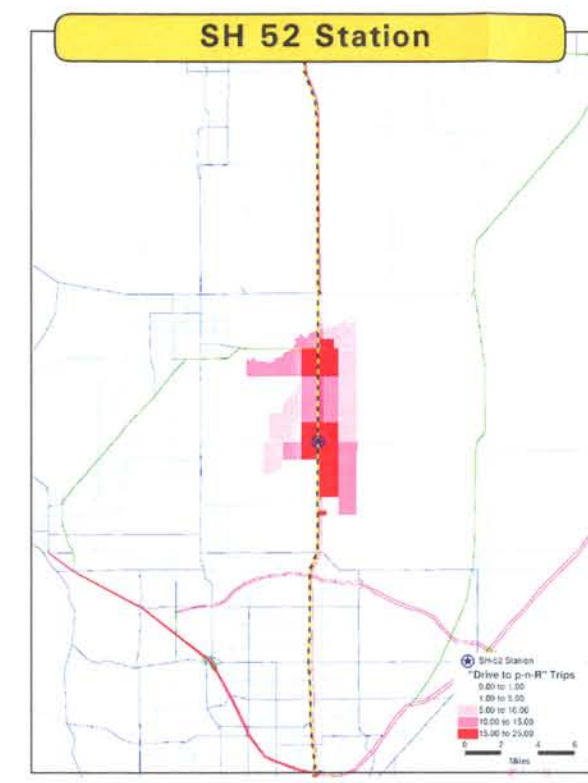 SH 52 Station
SH-52 Station
"Drive to p-n-R" Trips
0.00 to 1.00
1.00 to 5.00
5.00 to 10.00
10.00 to 15.00
15.00 to 25.00
0 2 4 6
Miles